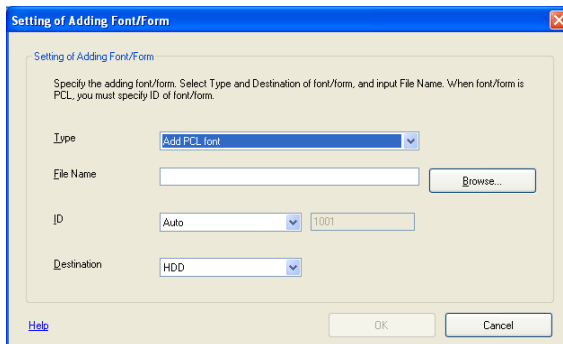 Setting of Adding Font/Form
Setting of Adding Font/Form
Specify the adding font/form. Select Type and Destination of font/form, and input File Name. When font/form is
PCL, you must specify ID of font/form.
Type
Add PCL font
File Name
Browse...
ID
Auto
1001
Destination
HDD
Help
OK
Cancel